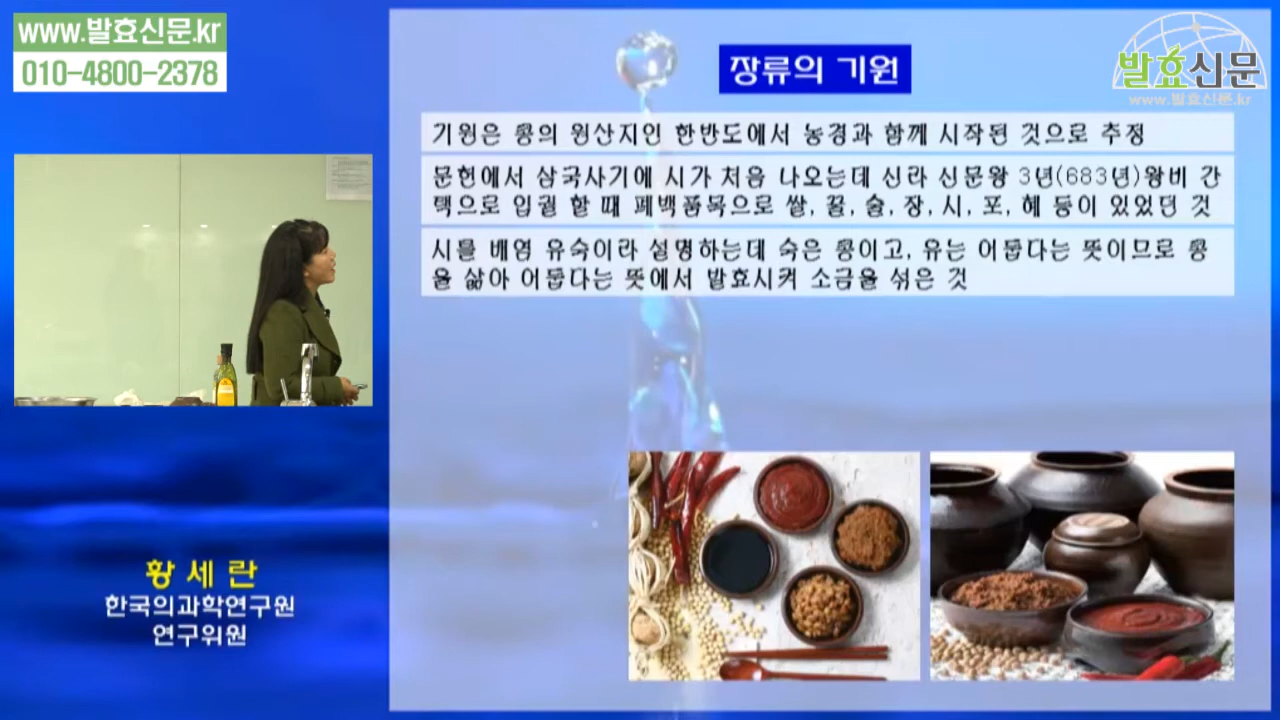 www.발효신문.kr
010-4800-2378
발효신문
www.발효신문.kr
장류의 기원
기원은 콩의 원산지인 한반도에서 농경과 함께 시작된 것으로 추정
문헌에서 삼국사기에 시가 처음 나오는데 신라 신문왕 3년(683년)왕비 간
택으로 입궐 할 때 폐백품목으로 쌀, 꿀, 술, 장, 시, 포, 혜 등이 있었던 것
시를 배염 유숙이라 설명하는데 숙은 콩이고, 유는 어둡다는 뜻이므로 콩
을 삶아 어둡다는 뜻에서 발효시켜 소금을 섞은 것
황 세 란
한국의과학연구원
연구위원